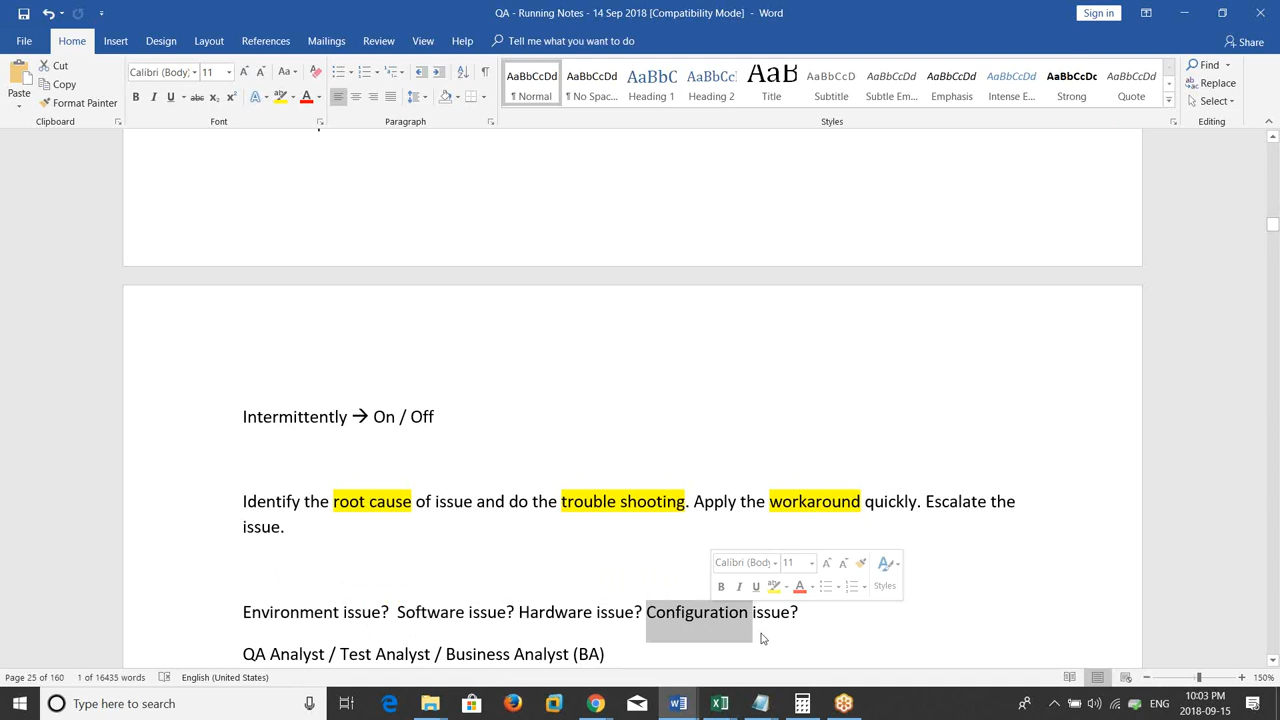 QA - Running Notes - 14 Sep 2018 [Compatibility Mode] - Word
Sign in
File Home Insert Design Layout References Mailings Review View Help Tell me what you want to do Share
Paste
Cut
Copy
Format Painter
Clipboard
Calibri (Body) 11
Font
Paragraph
AaBbCcDd AaBbCcDd AaBbC AaBbCcI AaB AaBbCcD AaBbCcDd AaBbCcDd AaBbCcDd AaBbCcDc AaBbCcDd
¶ Normal ¶ No Spac... Heading 1 Heading 2 Title Subtitle Subtle Em... Emphasis Intense E... Strong Quote
Styles
Find
Replace
Select
Editing
Intermittently → On / Off
Identify the root cause of issue and do the trouble shooting. Apply the workaround quickly. Escalate the
issue.
Calibri (Body 11
B I U Styles
Environment issue?  Software issue? Hardware issue? Configuration issue?
QA Analyst / Test Analyst / Business Analyst (BA)
Page 25 of 160 1 of 16435 words English (United States) 150%
Type here to search
10:03 PM
2018-09-15